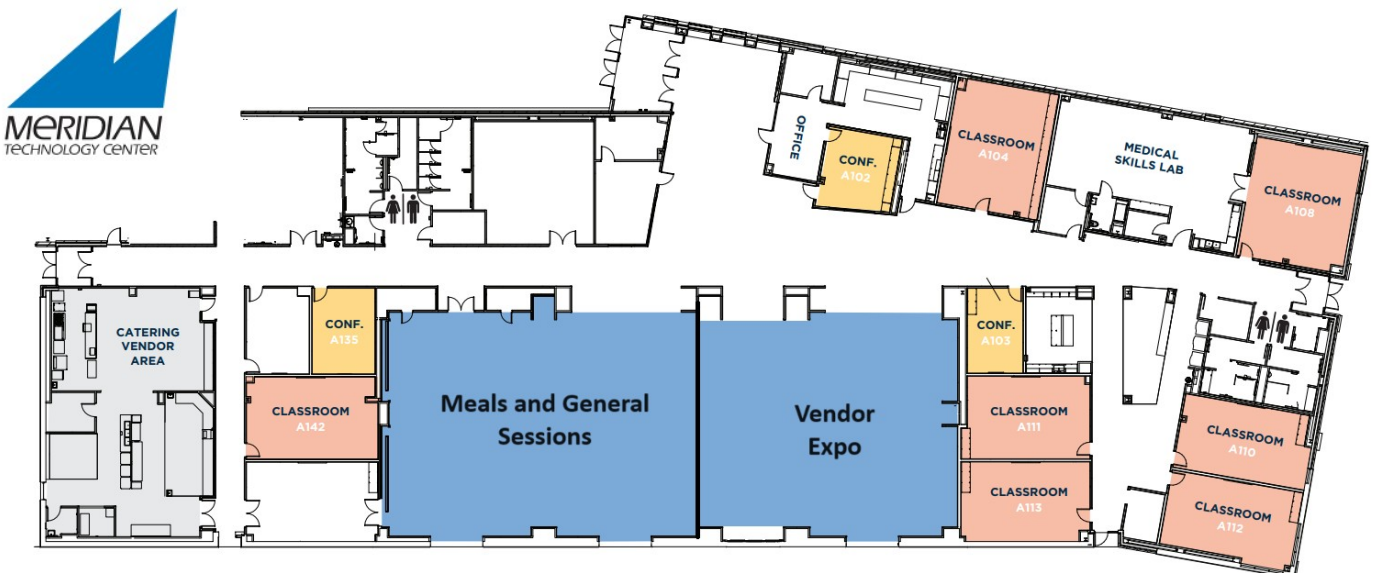 MERIDIAN
TECHNOLOGY CENTER
OFFICE
CONF.
A102
CLASSROOM
A104
MEDICAL
SKILLS LAB
CLASSROOM
A108
CATERING
VENDOR
AREA
CONF.
A135
CLASSROOM
A142
Meals and General
Sessions
Vendor
Expo
CONF.
A103
CLASSROOM
A111
CLASSROOM
A113
CLASSROOM
A110
CLASSROOM
A112